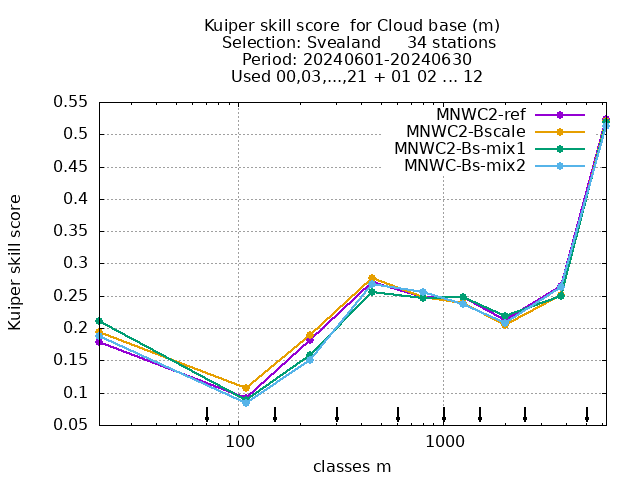 Kuiper skill score  for Cloud base (m)
Selection: Svealand     34 stations
Period: 20240601-20240630
Used 00,03,...,21 + 01 02 ... 12
MNWC2-ref
MNWC2-Bscale
MNWC2-Bs-mix1
MNWC-Bs-mix2
Kuiper skill score
0.55
0.5
0.45
0.4
0.35
0.3
0.25
0.2
0.15
0.1
0.05
100
1000
classes m